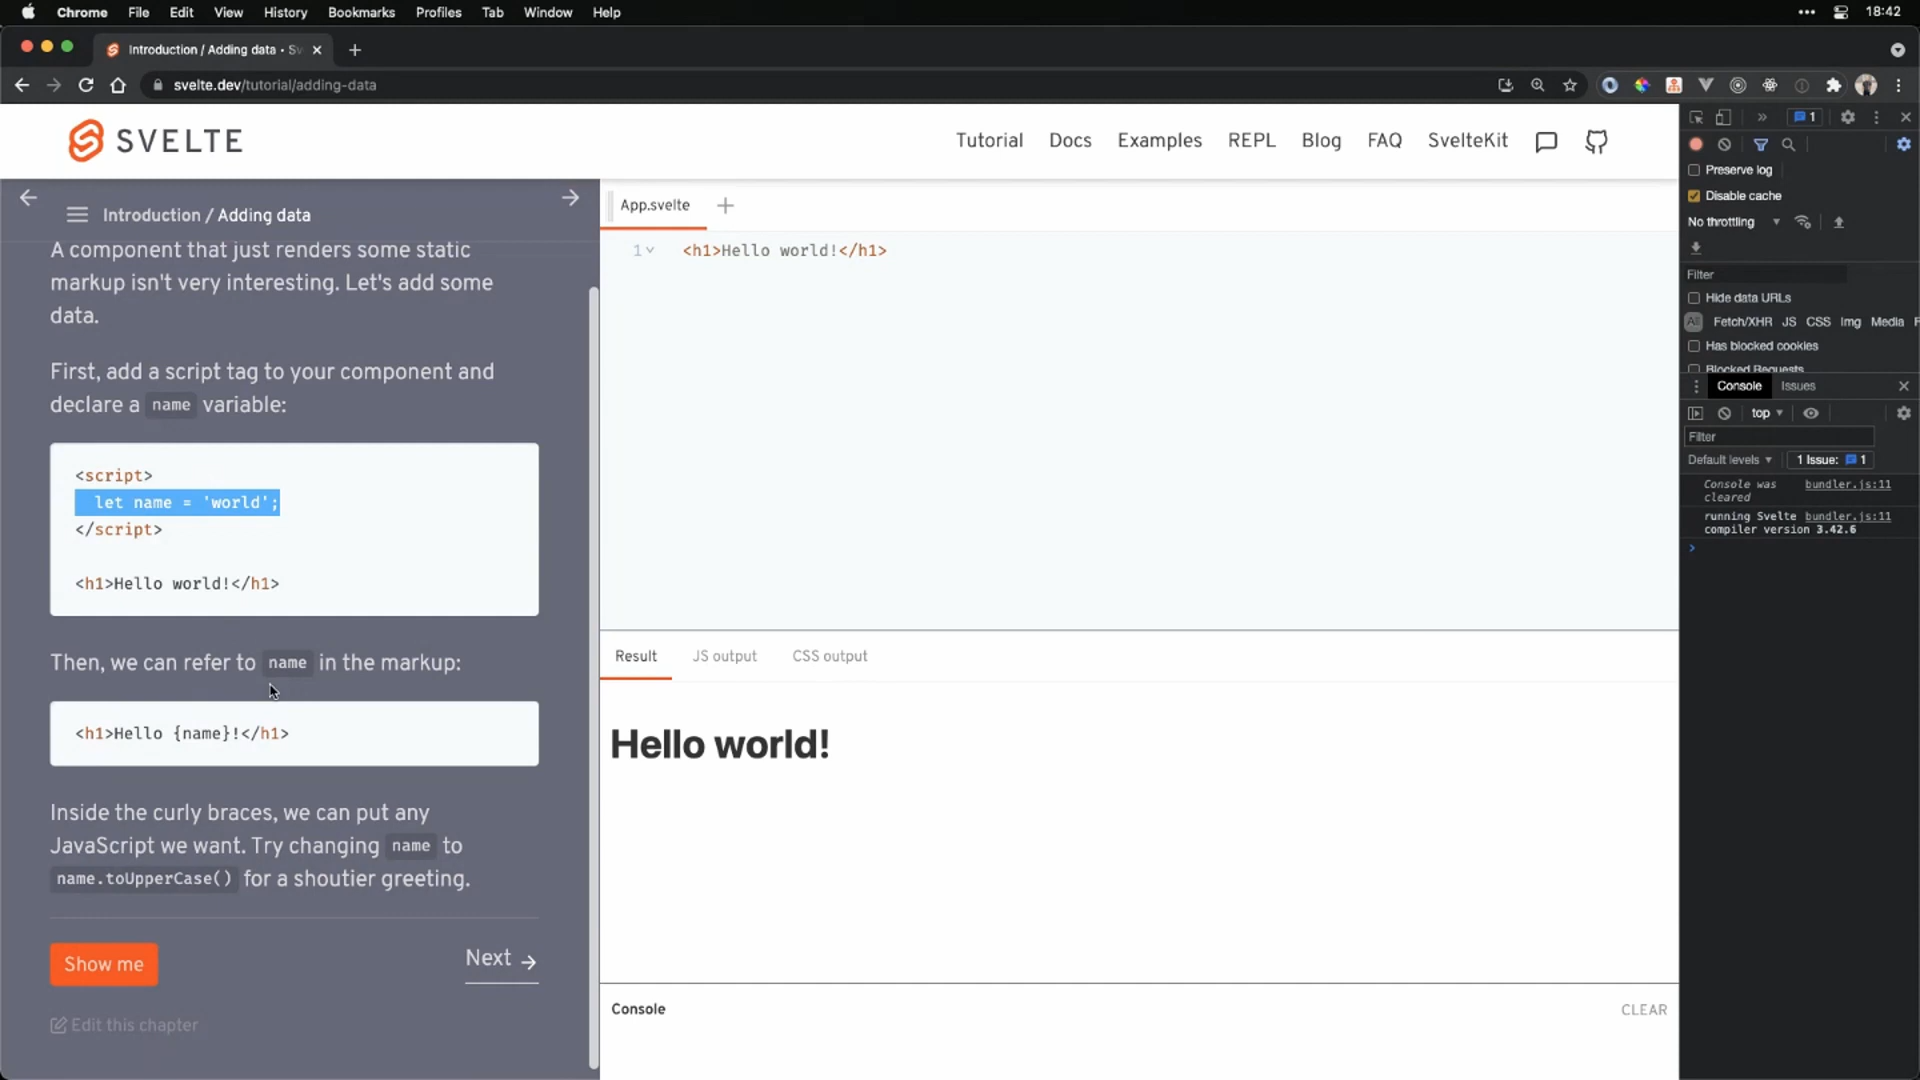 Chrome File Edit View History Bookmarks Profiles Tab Window Help 18:42
Introduction / Adding data • Sv
svelte.dev/tutorial/adding-data
SVELTE
Tutorial Docs Examples REPL Blog FAQ SvelteKit
Introduction / Adding data
A component that just renders some static
markup isn't very interesting. Let's add some
data.
First, add a script tag to your component and
declare a name variable:
<script>
let name = 'world';
</script>
<h1>Hello world!</h1>
Then, we can refer to name in the markup:
<h1>Hello {name}!</h1>
Inside the curly braces, we can put any
JavaScript we want. Try changing name to
name.toUpperCase() for a shoutier greeting.
Show me
Next
Edit this chapter
App.svelte
1 <h1>Hello world!</h1>
Result JS output CSS output
Hello world!
Console CLEAR
1
Preserve log
Disable cache
No throttling
Filter
Hide data URLs
All Fetch/XHR JS CSS Img Media F
Has blocked cookies
Blocked Requests
Console Issues
top
Filter
Default levels 1 Issue: 1
Console was bundler.js:11
cleared
running Svelte bundler.js:11
compiler version 3.42.6